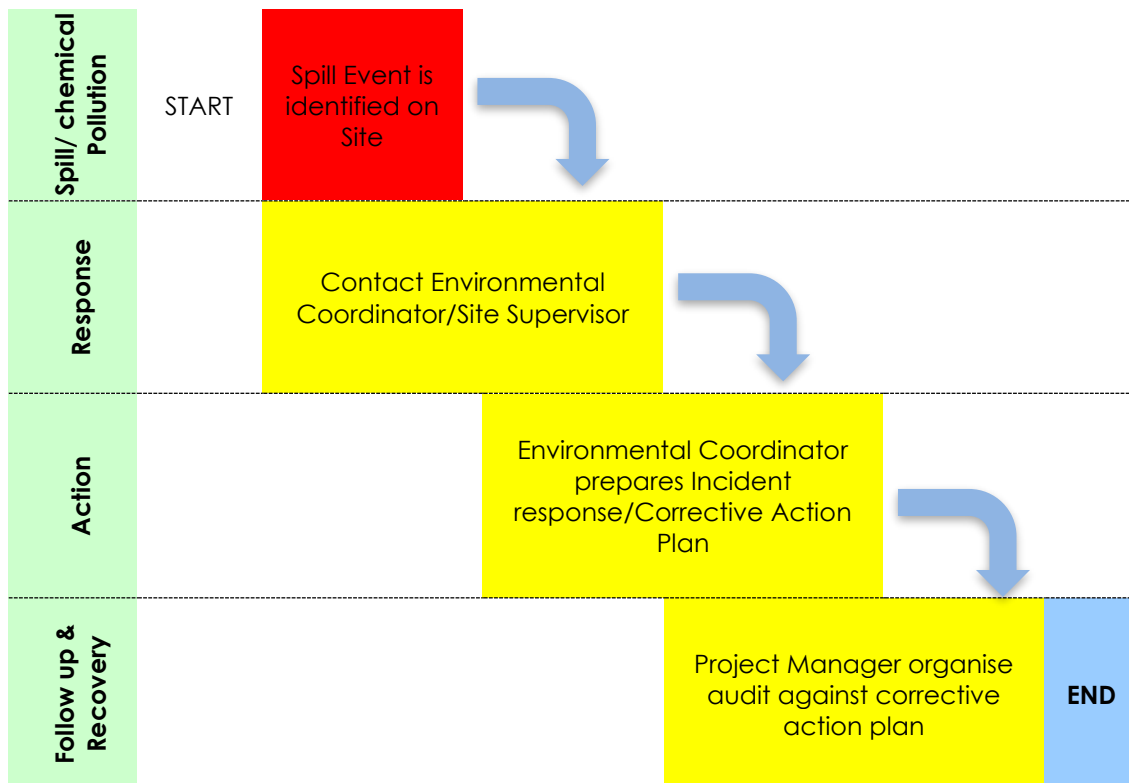 Spill/ chemical
Pollution
START
Spill Event is
identified on
Site
Response
Contact Environmental
Coordinator/Site Supervisor
Action
Environmental Coordinator
prepares Incident
response/Corrective Action
Plan
Follow up &
Recovery
Project Manager organise
audit against corrective
action plan
END